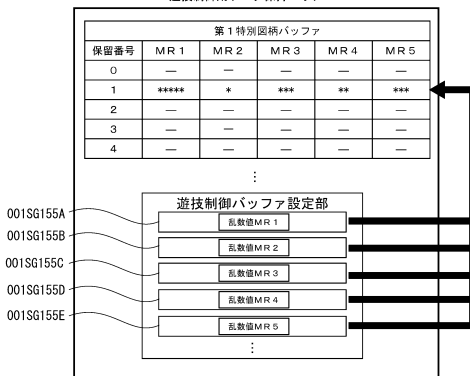 第１特別図柄バッファ
保留番号 ＭＲ１ ＭＲ２ ＭＲ３ ＭＲ４ ＭＲ５
0 — — — — —
1 ***** * *** ** ***
2 — — — — —
3 — — — — —
4 — — — — —
⋮
遊技制御バッファ設定部
001SG155A 乱数値ＭＲ１
001SG155B 乱数値ＭＲ２
001SG155C 乱数値ＭＲ３
001SG155D 乱数値ＭＲ４
001SG155E 乱数値ＭＲ５
⋮